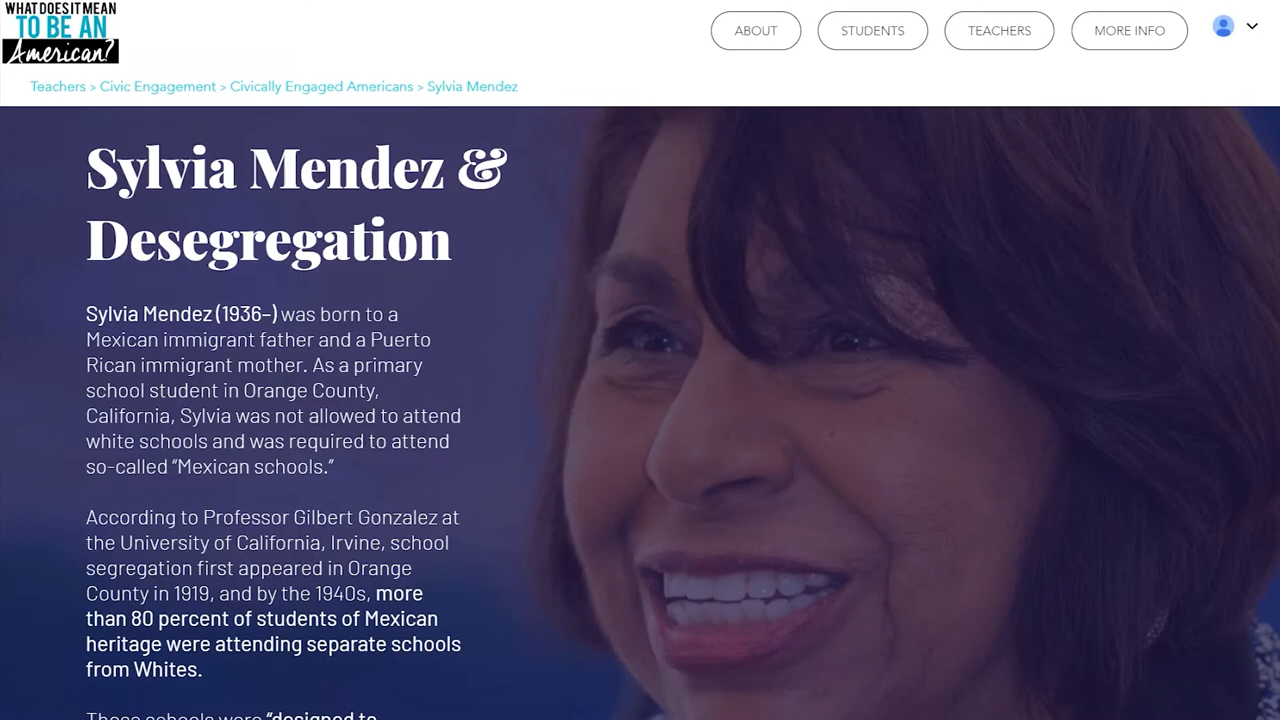 WHAT DOES IT MEAN
TO BE AN
American?
ABOUT
STUDENTS
TEACHERS
MORE INFO
Teachers > Civic Engagement > Civically Engaged Americans > Sylvia Mendez
Sylvia Mendez &
Desegregation
Sylvia Mendez (1936–) was born to a
Mexican immigrant father and a Puerto
Rican immigrant mother. As a primary
school student in Orange County,
California, Sylvia was not allowed to attend
white schools and was required to attend
so-called “Mexican schools.”
According to Professor Gilbert Gonzalez at
the University of California, Irvine, school
segregation first appeared in Orange
County in 1919, and by the 1940s, more
than 80 percent of students of Mexican
heritage were attending separate schools
from Whites.
These schools were “designed to